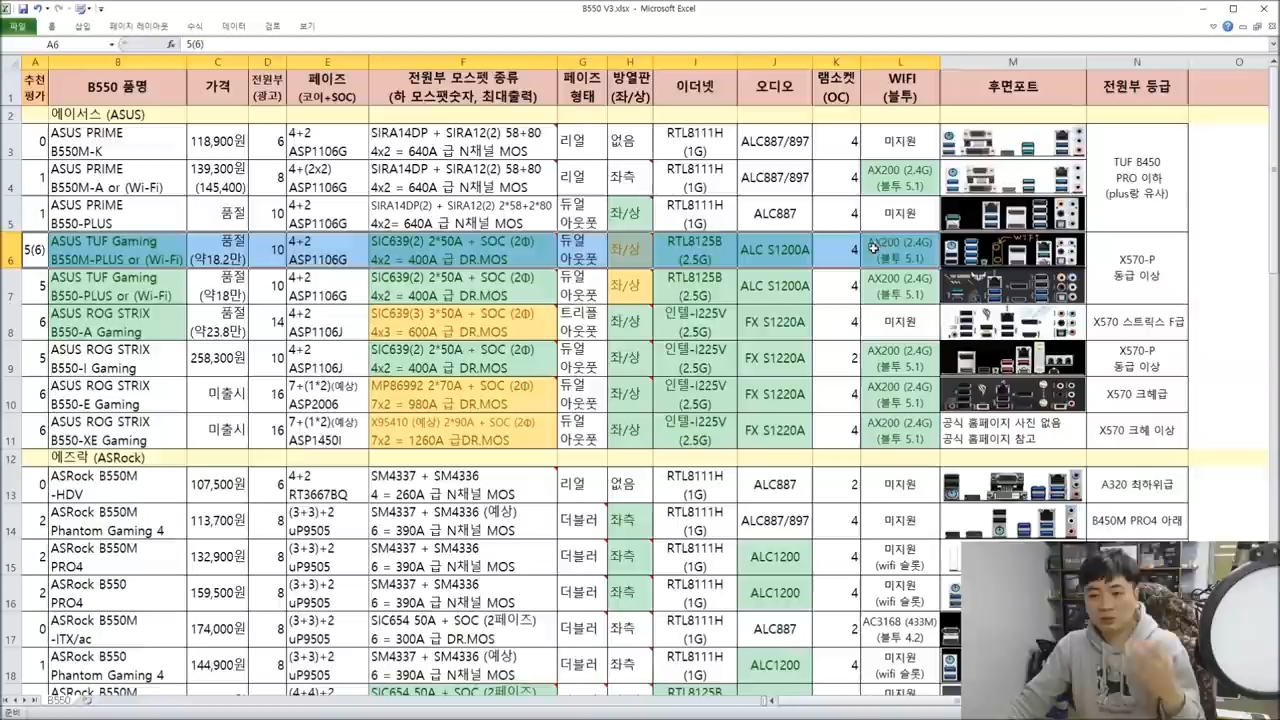 B550 V3.xlsx - Microsoft Excel
파일 홈 삽입 페이지 레이아웃 수식 데이터 검토 보기
A6 fx 5(6)
A B C D E F G H I J K L M N O
1 추천 평가 B550 품명 가격 전원부 (광고) 페이즈 (코어+SOC) 전원부 모스펫 종류 (하 모스펫숫자, 최대출력) 페이즈 형태 방열판 (좌/상) 이더넷 오디오 램소켓 (OC) WIFI (블투) 후면포트 전원부 등급
2 에이서스 (ASUS)
3 0 ASUS PRIME B550M-K 118,900원 6 4+2 ASP1106G SIRA14DP + SIRA12(2) 58+80 4x2 = 640A 급 N채널 MOS 리얼 없음 RTL8111H (1G) ALC887/897 4 미지원 TUF B450 PRO 이하 (plus랑 유사)
4 1 ASUS PRIME B550M-A or (Wi-Fi) 139,300원 (145,400) 8 4+(2x2) ASP1106G SIRA14DP + SIRA12(2) 58+80 4x2 = 640A 급 N채널 MOS 리얼 좌측 RTL8111H (1G) ALC887/897 4 AX200 (2.4G) (블투 5.1)
5 1 ASUS PRIME B550-PLUS 품절 10 4+2 ASP1106G SIRA14DP(2) + SIRA12(2) 2*58+2*80 4x2= 640A 급 N채널 MOS 듀얼 아웃풋 좌/상 RTL8111H (1G) ALC887 4 미지원
6 5(6) ASUS TUF Gaming B550M-PLUS or (Wi-Fi) 품절 (약18.2만) 10 4+2 ASP1106G SIC639(2) 2*50A + SOC (2Φ) 4x2 = 400A 급 DR.MOS 듀얼 아웃풋 좌/상 RTL8125B (2.5G) ALC S1200A 4 AX200 (2.4G) (블투 5.1) X570-P 동급 이상
7 5 ASUS TUF Gaming B550-PLUS or (Wi-Fi) 품절 (약18만) 10 4+2 ASP1106G SIC639(2) 2*50A + SOC (2Φ) 4x2 = 400A 급 DR.MOS 듀얼 아웃풋 좌/상 RTL8125B (2.5G) ALC S1200A 4 AX200 (2.4G) (블투 5.1)
8 6 ASUS ROG STRIX B550-A Gaming 품절 (약23.8만) 14 4+2 ASP1106J SIC639(3) 3*50A + SOC (2Φ) 4x3 = 600A 급 DR.MOS 트리플 아웃풋 좌/상 인텔-I225V (2.5G) FX S1220A 4 미지원 X570 스트릭스 F급
9 5 ASUS ROG STRIX B550-I Gaming 258,300원 10 4+2 ASP1106J SIC639(2) 2*50A + SOC (2Φ) 4x2 = 400A 급 DR.MOS 듀얼 아웃풋 좌/상 인텔-I225V (2.5G) FX S1220A 2 AX200 (2.4G) (블투 5.1) X570-P 동급 이상
10 6 ASUS ROG STRIX B550-E Gaming 미출시 16 7+(1*2)(예상) ASP2006 MP86992 2*70A + SOC (2Φ) 7x2 = 980A 급 DR.MOS 듀얼 아웃풋 좌/상 인텔-I225V (2.5G) FX S1220A 4 AX200 (2.4G) (블투 5.1) X570 크헤급
11 6 ASUS ROG STRIX B550-XE Gaming 미출시 16 7+(1*2)(예상) ASP1450I X95410 (예상) 2*90A + SOC (2Φ) 7x2 = 1260A 급DR.MOS 듀얼 아웃풋 좌/상 인텔-I225V (2.5G) FX S1220A 4 AX200 (2.4G) (블투 5.1) 공식 홈페이지 사진 없음 공식 홈페이지 참고 X570 크헤 이상
12 에즈락 (ASRock)
13 0 ASRock B550M -HDV 107,500원 6 4+2 RT3667BQ SM4337 + SM4336 4 = 260A 급 N채널 MOS 리얼 없음 RTL8111H (1G) ALC887 2 미지원 A320 최하위급
14 2 ASRock B550M Phantom Gaming 4 113,700원 8 (3+3)+2 uP9505 SM4337 + SM4336 (예상) 6 = 390A 급 N채널 MOS 더블러 좌측 RTL8111H (1G) ALC887/897 4 미지원 B450M PRO4 아래
15 2 ASRock B550M PRO4 132,900원 8 (3+3)+2 uP9505 SM4337 + SM4336 6 = 390A 급 N채널 MOS 더블러 좌측 RTL8111H (1G) ALC1200 4 미지원 (wifi 슬롯)
16 2 ASRock B550 PRO4 159,500원 8 (3+3)+2 uP9505 SM4337 + SM4336 6 = 390A 급 N채널 MOS 더블러 좌측 RTL8111H (1G) ALC1200 4 미지원 (wifi 슬롯)
17 0 ASRock B550M -ITX/ac 174,000원 8 (3+3)+2 uP9505 SIC654 50A + SOC (2페이즈) 6 = 300A 급 DR.MOS 더블러 좌측 RTL8111H (1G) ALC887 2 AC3168 (433M) (블투 4.2)
18 1 ASRock B550 Phantom Gaming 4 144,900원 8 (3+3)+2 uP9505 SM4337 + SM4336 (예상) 6 = 390A 급 N채널 MOS 더블러 좌측 RTL8111H (1G) ALC1200 4 미지원 (wifi 슬롯)
ASRock B550M (4+4)+2 SIC654 50A + SOC (2페이즈) RTL8125B 미지원
B550
준비